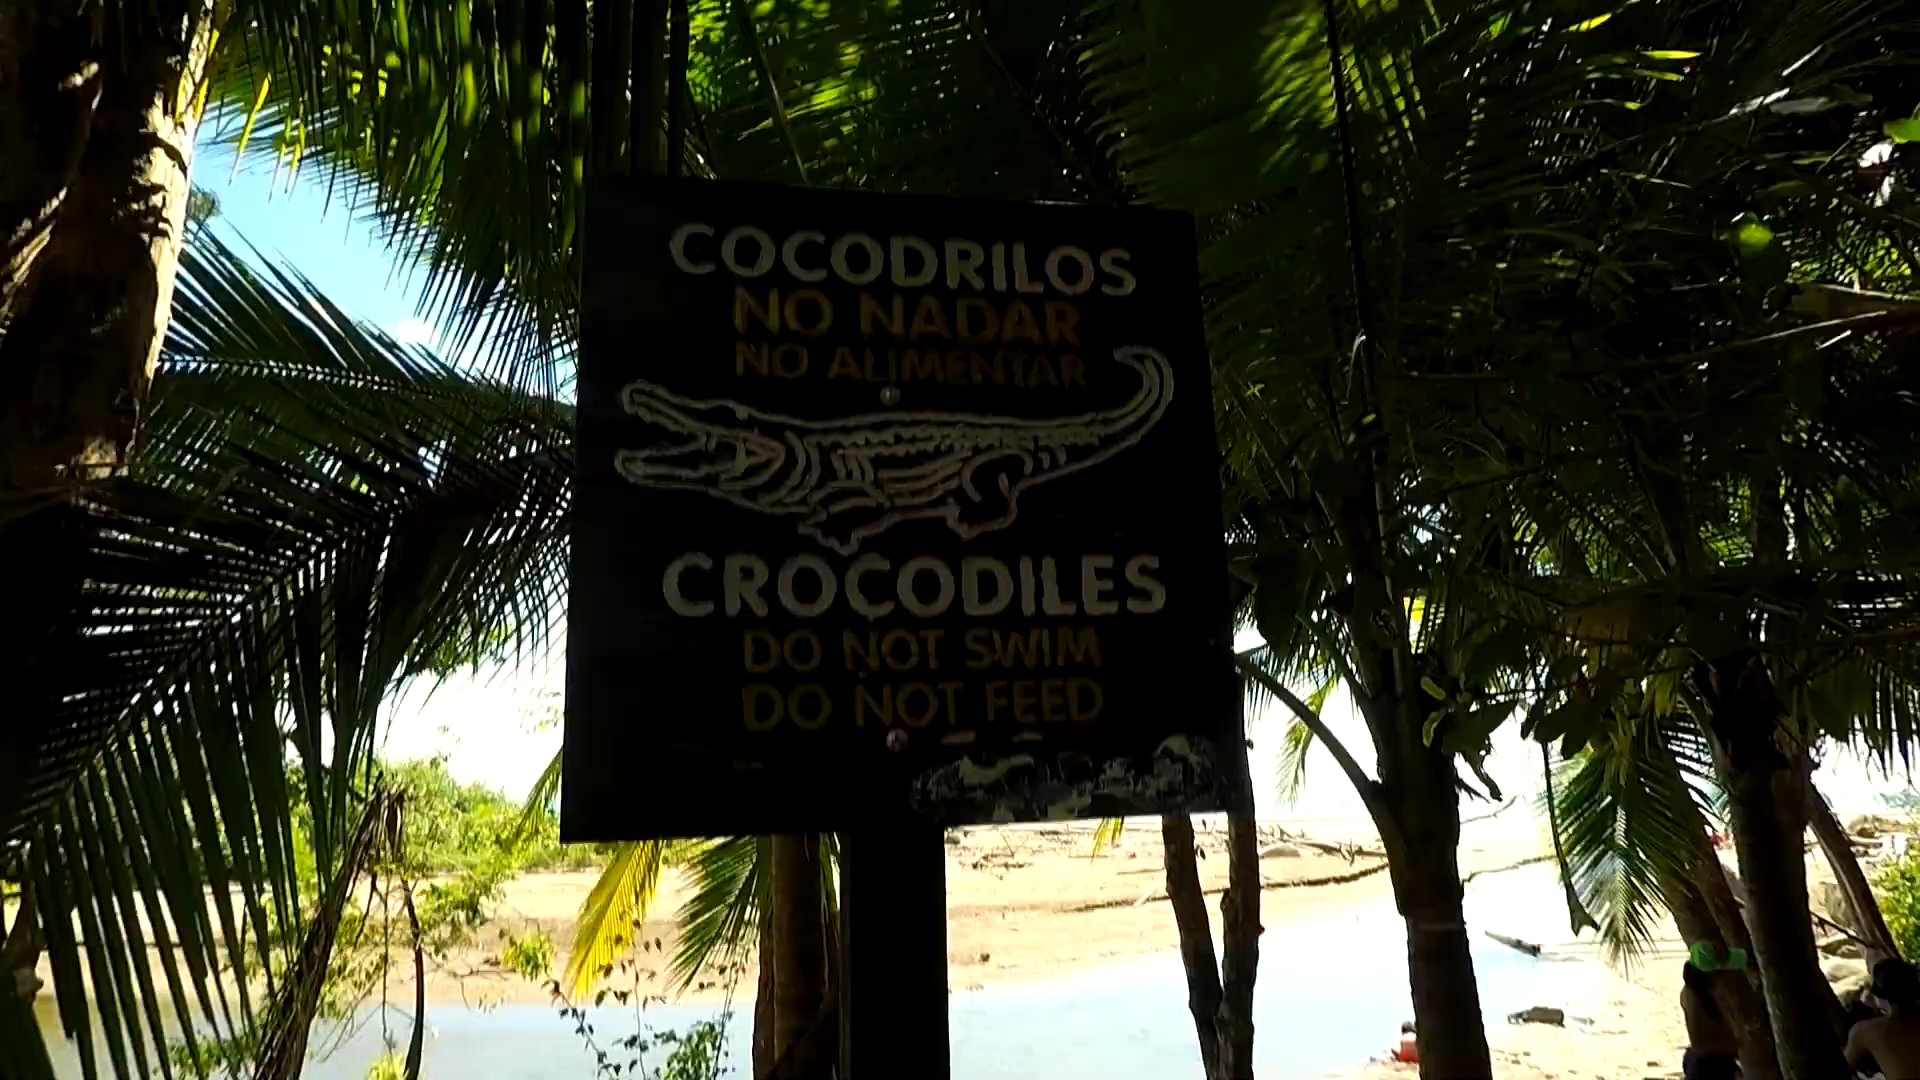 COCODRILOS
NO NADAR
NO ALIMENTAR
CROCODILES
DO NOT SWIM
DO NOT FEED